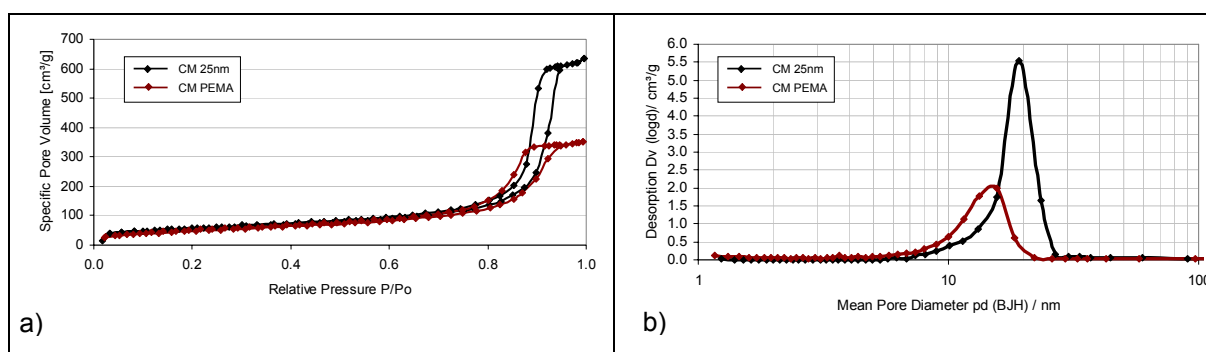 Specific Pore Volume [cm³/g]
700
600
500
400
300
200
100
0
CM 25nm
CM PEMA
0.0 0.2 0.4 0.6 0.8 1.0
Relative Pressure P/Po
a)
Desorption Dv (logd)/ cm³/g
6.0
5.5
5.0
4.5
4.0
3.5
3.0
2.5
2.0
1.5
1.0
0.5
0.0
CM 25nm
CM PEMA
1 10 100
Mean Pore Diameter pd (BJH) / nm
b)